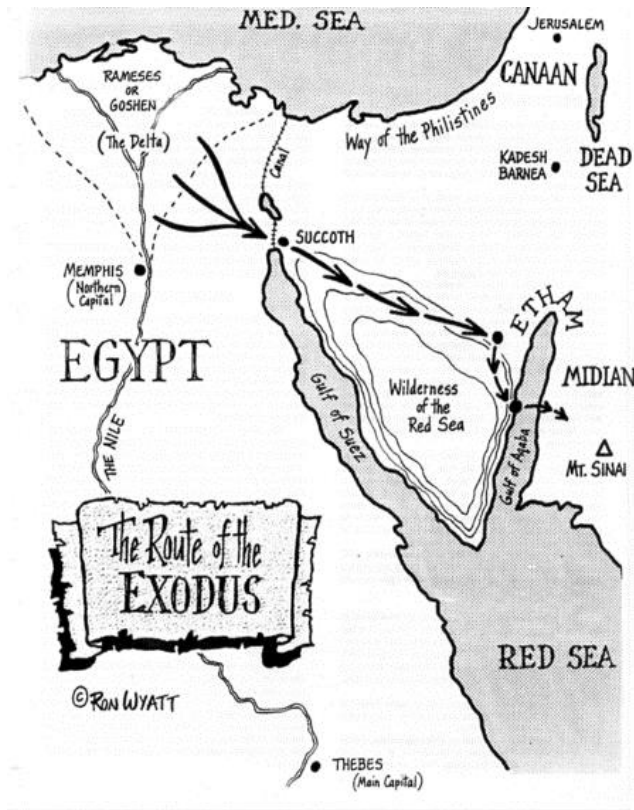 MED. SEA
JERUSALEM
CANAAN
RAMESES
OR
GOSHEN
(The Delta)
Way of the Philistines
Canal
KADESH
BARNEA
DEAD
SEA
SUCCOTH
MEMPHIS
(Northern
Capital)
ETHAM
EGYPT
MIDIAN
Wilderness
of the
Red Sea
Gulf of Suez
Gulf of Aqaba
MT. SINAI
THE NILE
The Route of the
EXODUS
RED SEA
© RON WYATT
THEBES
(Main Capital)